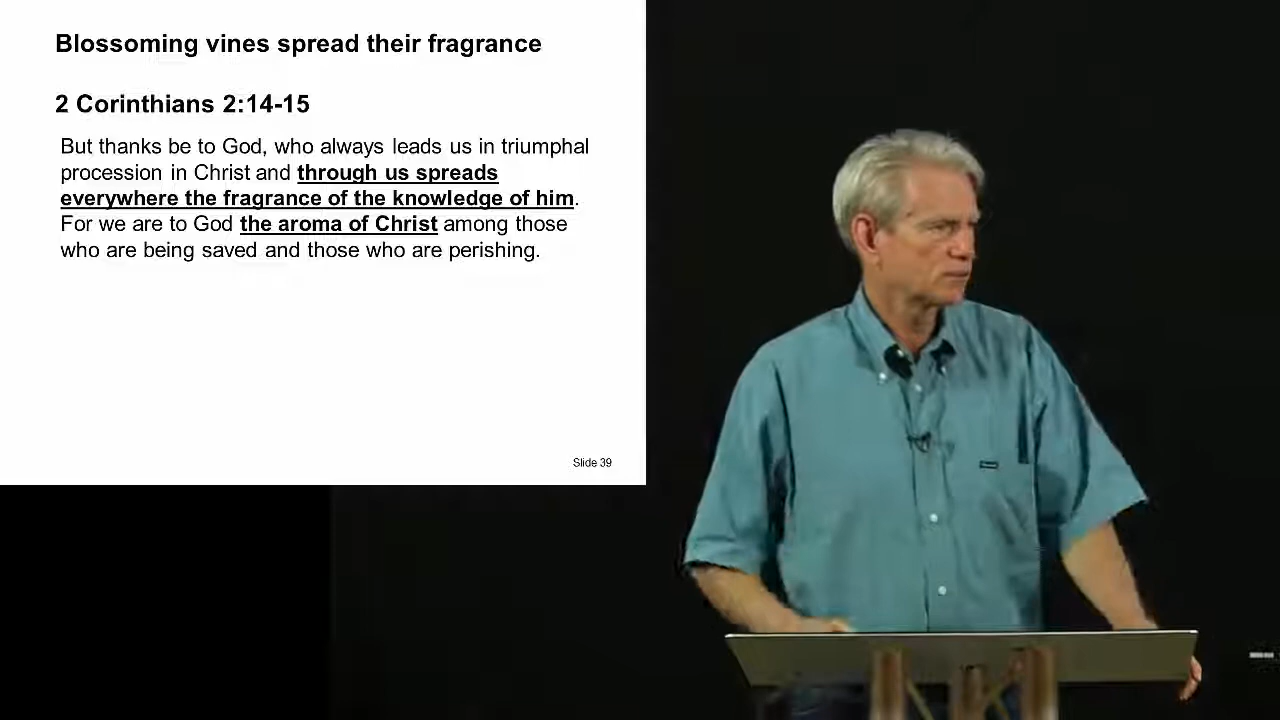 Blossoming vines spread their fragrance
2 Corinthians 2:14-15
But thanks be to God, who always leads us in triumphal
procession in Christ and through us spreads
everywhere the fragrance of the knowledge of him.
For we are to God the aroma of Christ among those
who are being saved and those who are perishing.
Slide 39